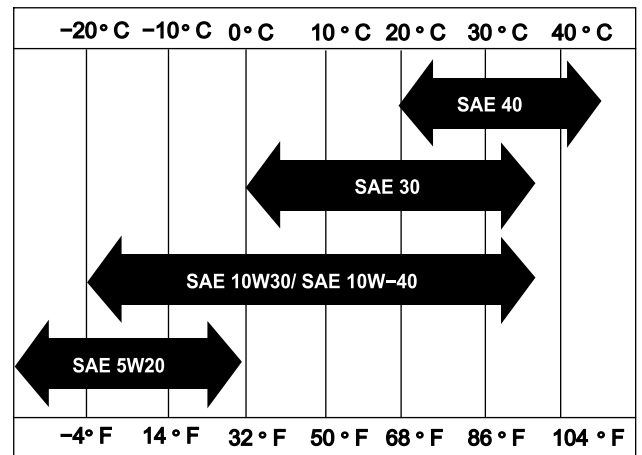 −20° C −10° C 0° C 10° C 20° C 30° C 40° C
SAE 40
SAE 30
SAE 10W30/ SAE 10W−40
SAE 5W20
−4° F 14° F 32° F 50° F 68° F 86° F 104° F